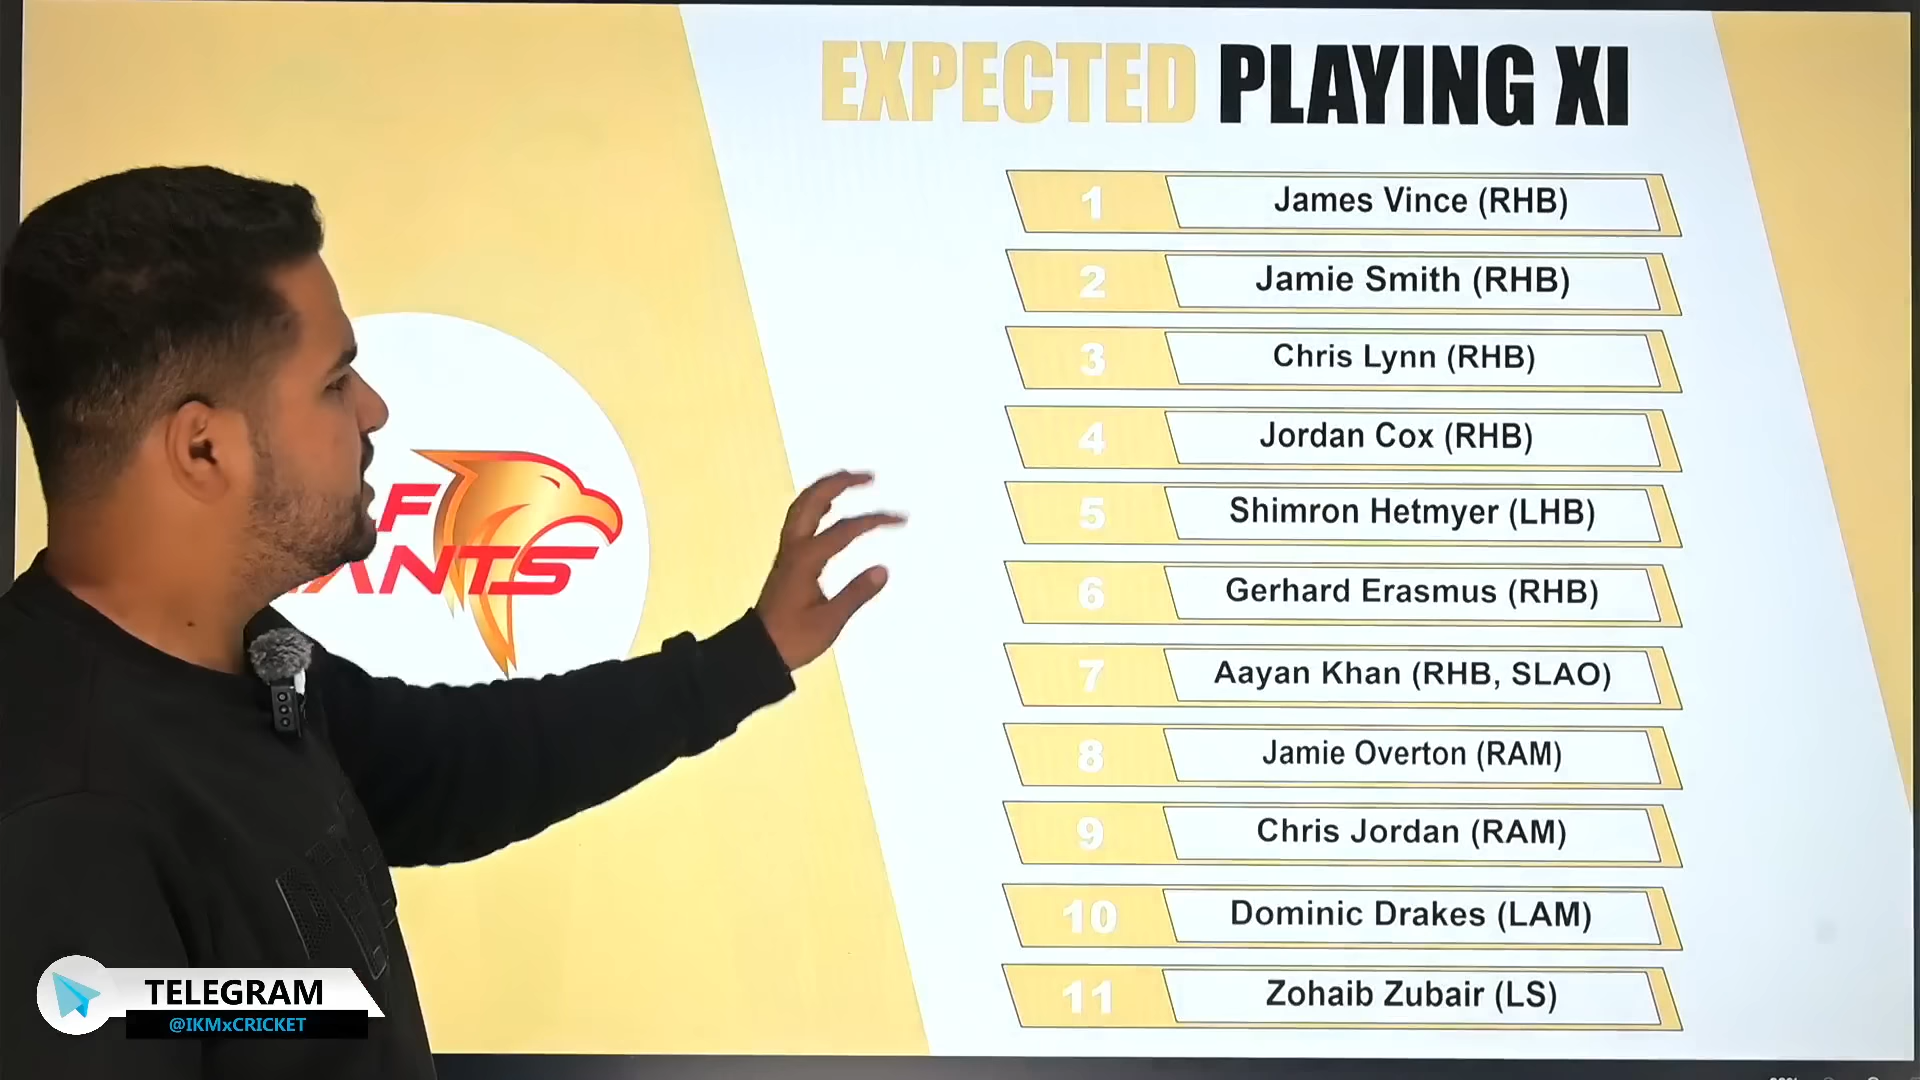 EXPECTED PLAYING XI
1 James Vince (RHB)
2 Jamie Smith (RHB)
3 Chris Lynn (RHB)
4 Jordan Cox (RHB)
5 Shimron Hetmyer (LHB)
6 Gerhard Erasmus (RHB)
7 Aayan Khan (RHB, SLAO)
8 Jamie Overton (RAM)
9 Chris Jordan (RAM)
10 Dominic Drakes (LAM)
11 Zohaib Zubair (LS)
TELEGRAM
@IKMxCRICKET